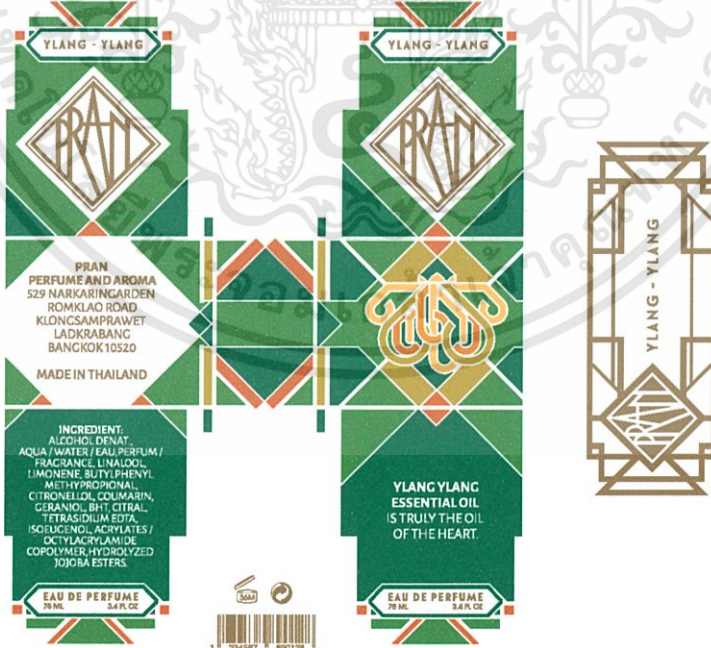 YLANG - YLANG
PRAN
PRAN
PERFUME AND AROMA
529 NARKARINGARDEN
ROMKLAO ROAD
KLONGSAMPRAWET
LADKRABANG
BANGKOK 10520
MADE IN THAILAND
INGREDIENT:
ALCOHOL DENAT.,
AQUA / WATER / EAU, PERFUM /
FRAGRANCE, LINALOOL,
LIMONENE, BUTYLPHENYL
METHYPROPIONAL,
CITRONELLOL, COUMARIN,
GERANIOL, BHT, CITRAL,
TETRASIDIUM EDTA,
ISOEUGENOL, ACRYLATES /
OCTYLACRYLAMIDE
COPOLYMER, HYDROLYZED
JOJOBA ESTERS.
EAU DE PERFUME
75 ML 3.4 FL OZ
36M
YLANG - YLANG
PRAN
YLANG YLANG
ESSENTIAL OIL
IS TRULY THE OIL
OF THE HEART.
EAU DE PERFUME
75 ML 3.4 FL OZ
YLANG - YLANG
PRAN